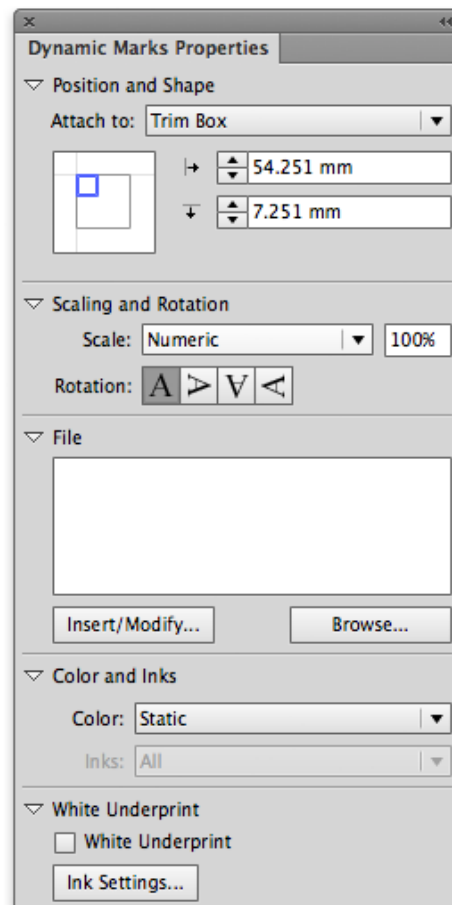 Dynamic Marks Properties
Position and Shape
Attach to: Trim Box
54.251 mm
7.251 mm
Scaling and Rotation
Scale: Numeric 100%
Rotation: A A A A
File
Insert/Modify... Browse...
Color and Inks
Color: Static
Inks: All
White Underprint
White Underprint
Ink Settings...